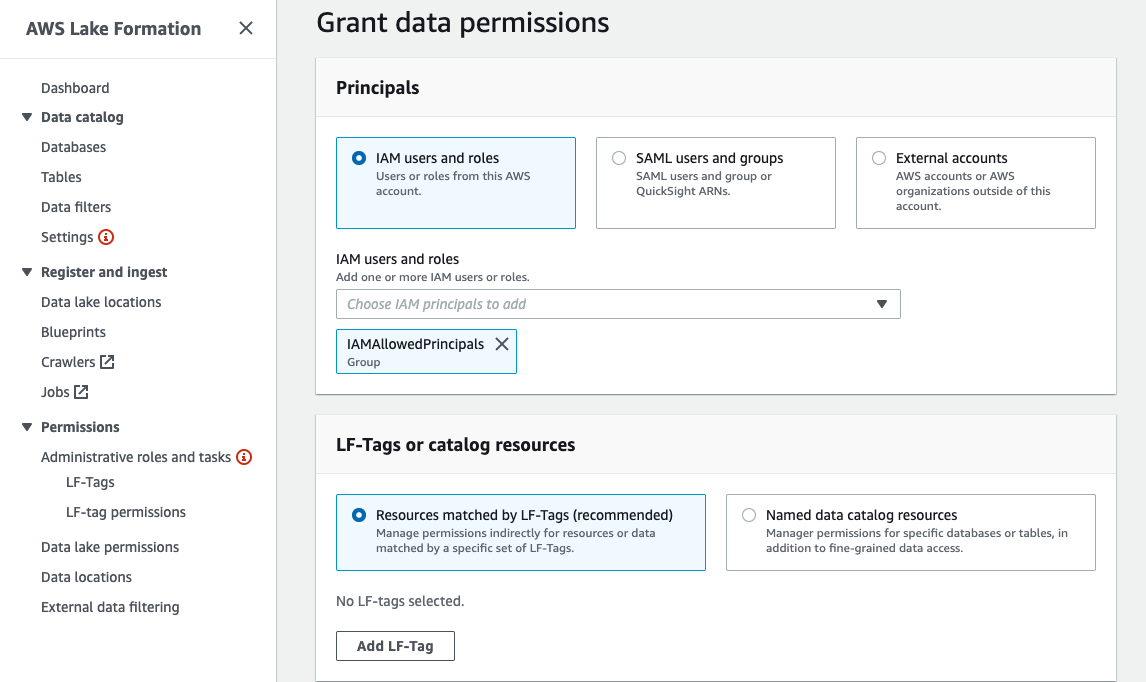 AWS Lake Formation
Dashboard
Data catalog
Databases
Tables
Data filters
Settings
Register and ingest
Data lake locations
Blueprints
Crawlers
Jobs
Permissions
Administrative roles and tasks
LF-Tags
LF-tag permissions
Data lake permissions
Data locations
External data filtering
Grant data permissions
Principals
IAM users and roles
Users or roles from this AWS
account.
SAML users and groups
SAML users and group or
QuickSight ARNs.
External accounts
AWS accounts or AWS
organizations outside of this
account.
IAM users and roles
Add one or more IAM users or roles.
Choose IAM principals to add
IAMAllowedPrincipals
Group
LF-Tags or catalog resources
Resources matched by LF-Tags (recommended)
Manage permissions indirectly for resources or data
matched by a specific set of LF-Tags.
Named data catalog resources
Manager permissions for specific databases or tables, in
addition to fine-grained data access.
No LF-tags selected.
Add LF-Tag